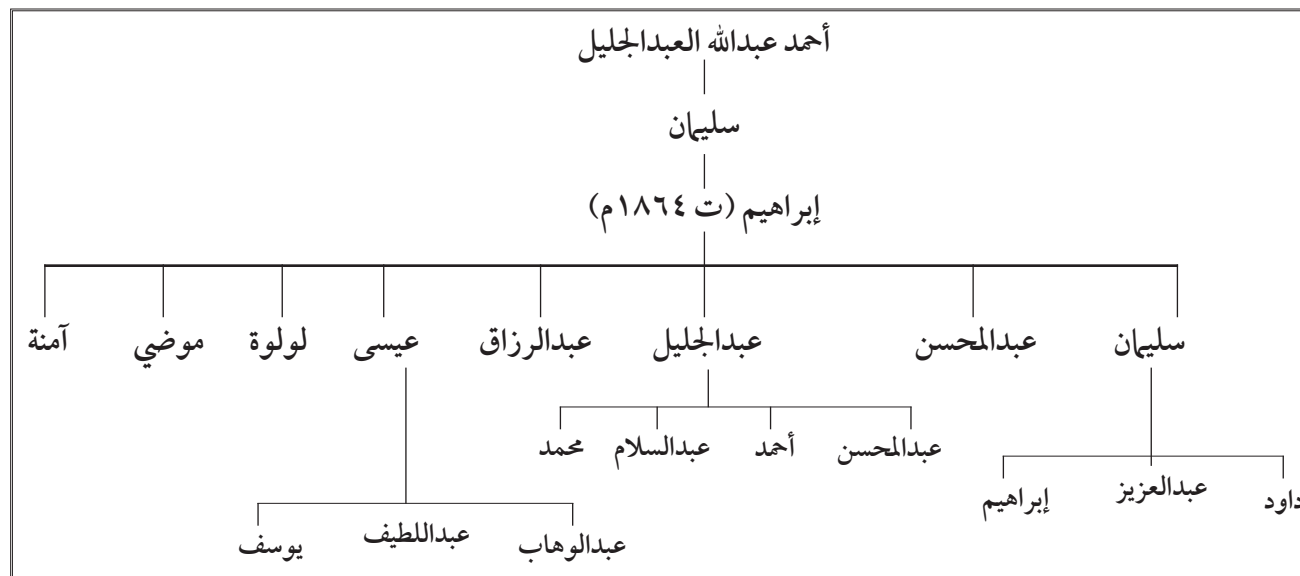 أحمد عبدالله العبدالجليل
سليمان
إبراهيم (ت ١٨٦٤م)
سليمان عبدالمحسن عبدالجليل عبدالرزاق عيسى لولوة موضي آمنة
عبدالمحسن أحمد عبدالسلام محمد
داود عبدالعزيز إبراهيم
عبدالوهاب عبداللطيف يوسف